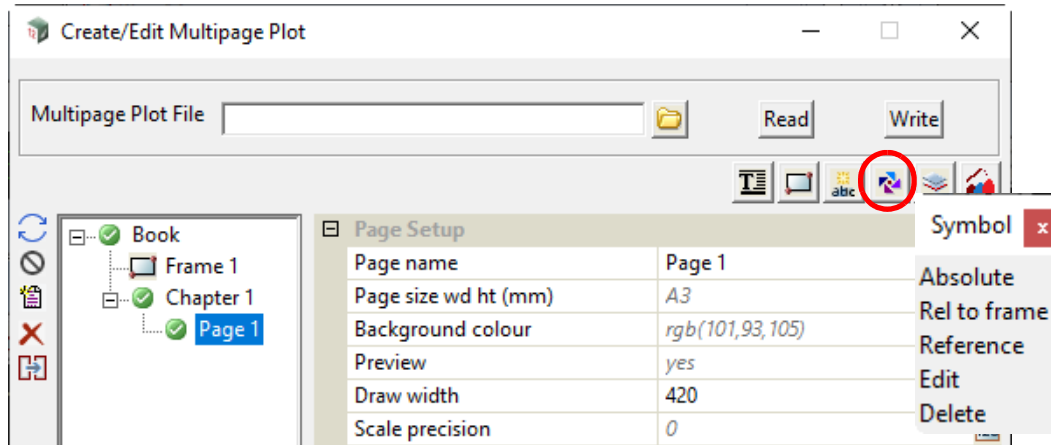 Create/Edit Multipage Plot
Multipage Plot File
Read
Write
abc
Symbol x
Absolute
Rel to frame
Reference
Edit
Delete
Book
Frame 1
Chapter 1
Page 1
Page Setup
Page name Page 1
Page size wd ht (mm) A3
Background colour rgb(101,93,105)
Preview yes
Draw width 420
Scale precision 0